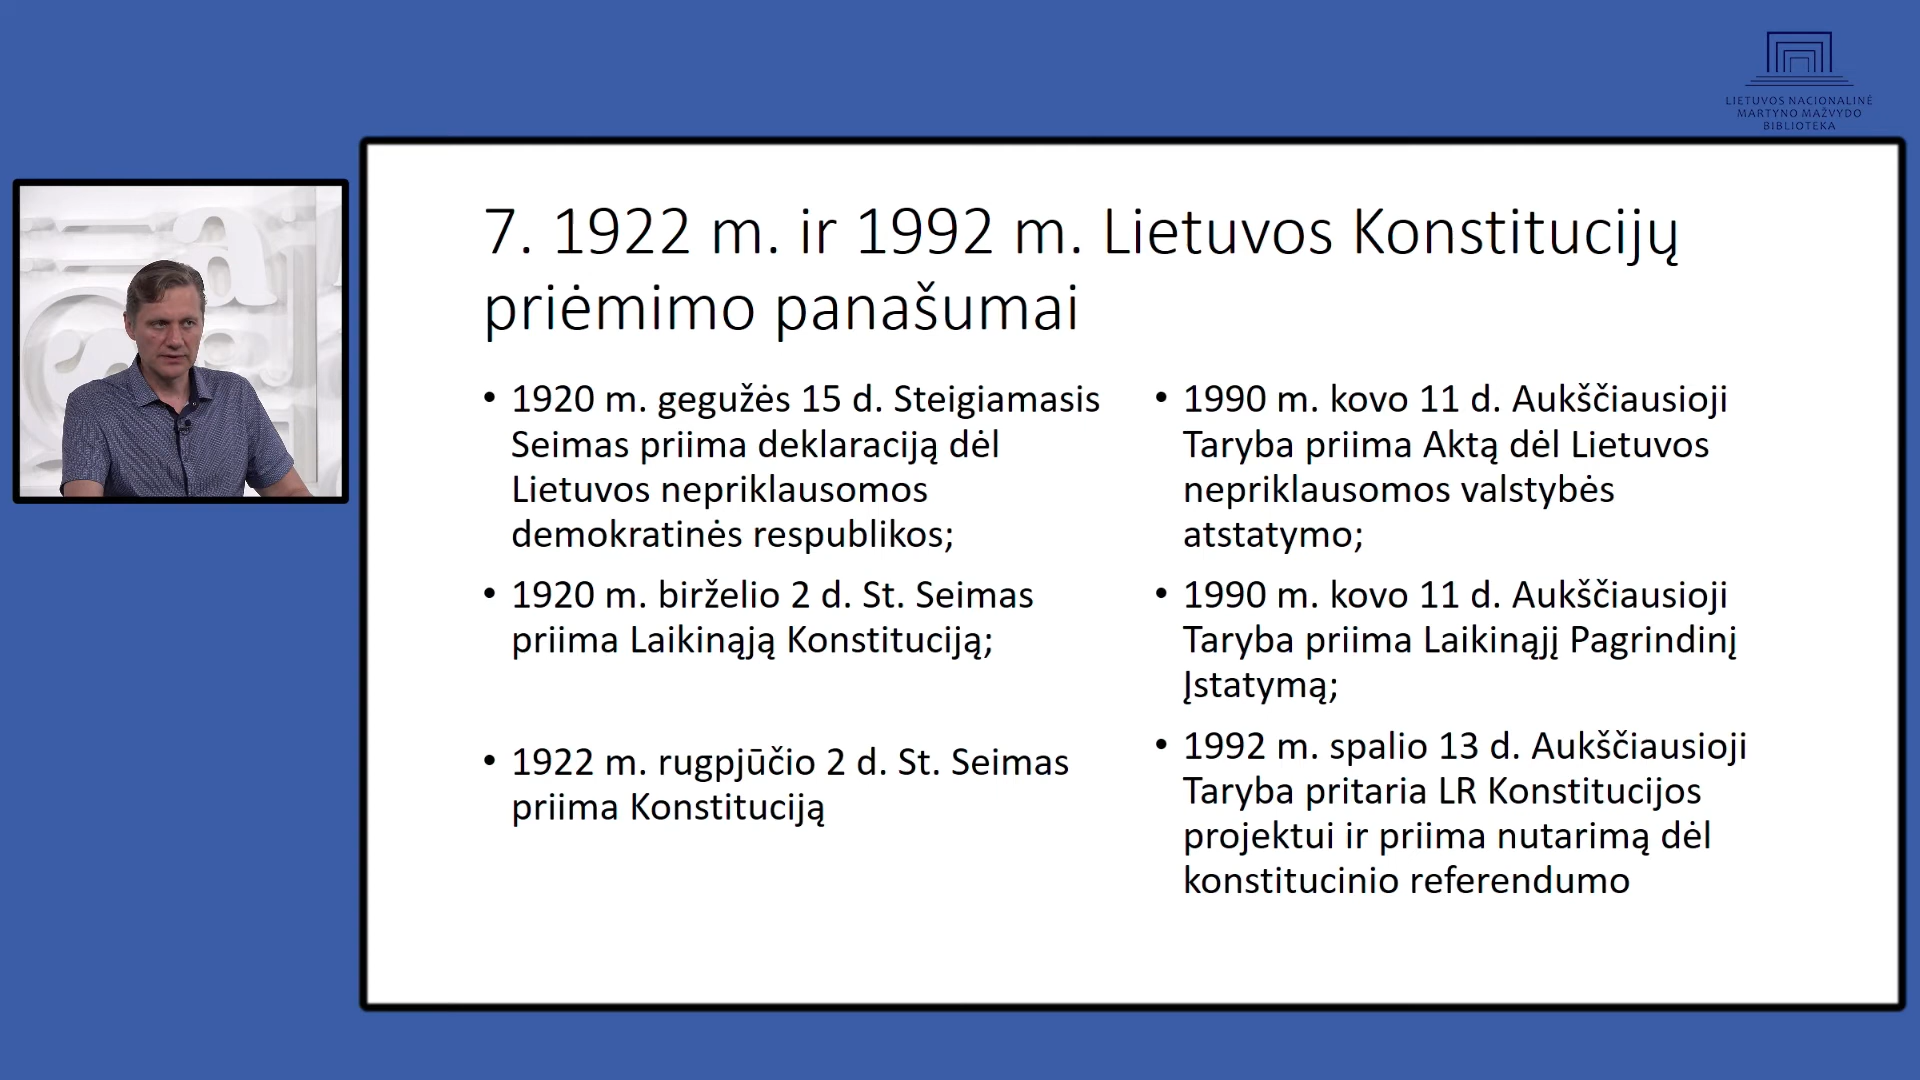 LIETUVOS NACIONALINĖ
MARTYNO MAŽVYDO
BIBLIOTEKA
7. 1922 m. ir 1992 m. Lietuvos Konstitucijų
priėmimo panašumai
• 1920 m. gegužės 15 d. Steigiamasis
Seimas priima deklaraciją dėl
Lietuvos nepriklausomos
demokratinės respublikos;
• 1920 m. birželio 2 d. St. Seimas
priima Laikinąją Konstituciją;
• 1922 m. rugpjūčio 2 d. St. Seimas
priima Konstituciją
• 1990 m. kovo 11 d. Aukščiausioji
Taryba priima Aktą dėl Lietuvos
nepriklausomos valstybės
atstatymo;
• 1990 m. kovo 11 d. Aukščiausioji
Taryba priima Laikinąjį Pagrindinį
Įstatymą;
• 1992 m. spalio 13 d. Aukščiausioji
Taryba pritaria LR Konstitucijos
projektui ir priima nutarimą dėl
konstitucinio referendumo